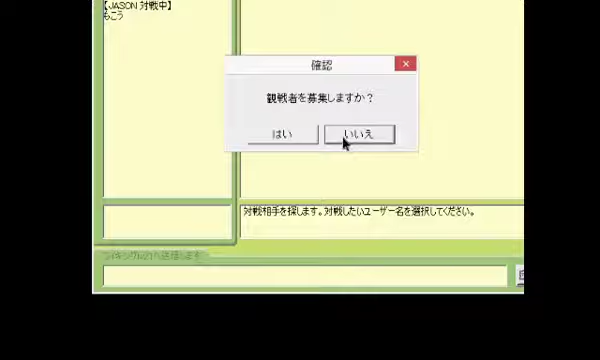 【JASON 対戦中】
もこう
確認
観戦者を募集しますか？
はい
いいえ
対戦相手を探します。対戦したいユーザー名を選択してください。